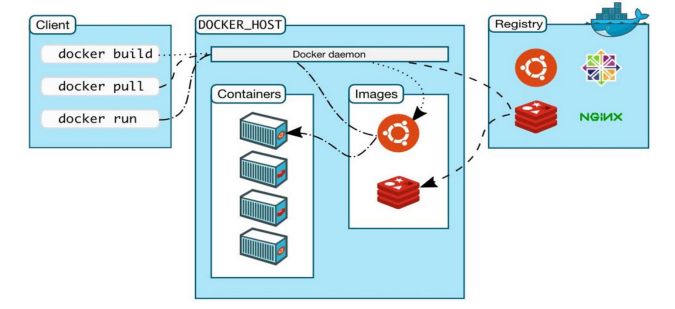 Client
docker build
docker pull
docker run
DOCKER_HOST
Docker daemon
Containers
Images
Registry
NGINX